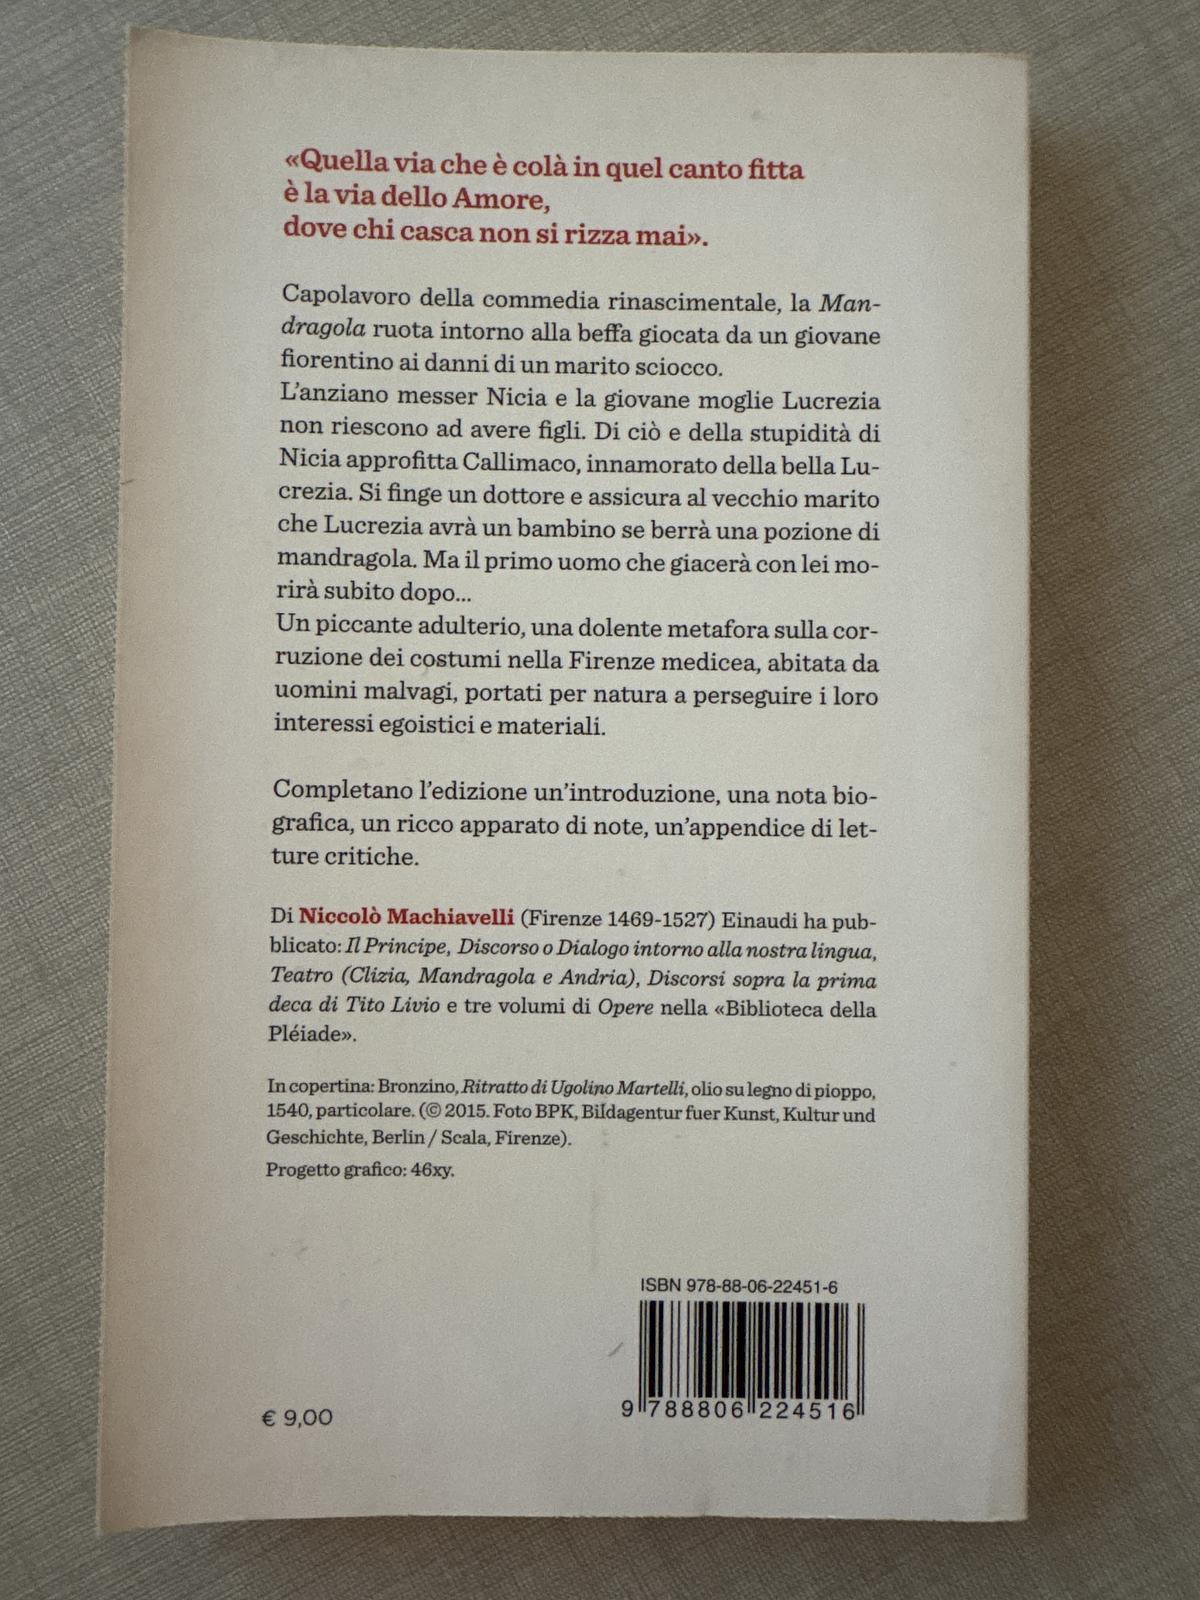 «Quella via che è colà in quel canto fitta
è la via dello Amore,
dove chi casca non si rizza mai».
Capolavoro della commedia rinascimentale, la Man-
dragola ruota intorno alla beffa giocata da un giovane
fiorentino ai danni di un marito sciocco.
L'anziano messer Nicia e la giovane moglie Lucrezia
non riescono ad avere figli. Di ciò e della stupidità di
Nicia approfitta Callimaco, innamorato della bella Lu-
crezia. Si finge un dottore e assicura al vecchio marito
che Lucrezia avrà un bambino se berrà una pozione di
mandragola. Ma il primo uomo che giacerà con lei mo-
rirà subito dopo...
Un piccante adulterio, una dolente metafora sulla cor-
ruzione dei costumi nella Firenze medicea, abitata da
uomini malvagi, portati per natura a perseguire i loro
interessi egoistici e materiali.
Completano l'edizione un'introduzione, una nota bio-
grafica, un ricco apparato di note, un'appendice di let-
ture critiche.
Di Niccolò Machiavelli (Firenze 1469-1527) Einaudi ha pub-
blicato: Il Principe, Discorso o Dialogo intorno alla nostra lingua,
Teatro (Clizia, Mandragola e Andria), Discorsi sopra la prima
deca di Tito Livio e tre volumi di Opere nella «Biblioteca della
Pléiade».
In copertina: Bronzino, Ritratto di Ugolino Martelli, olio su legno di pioppo,
1540, particolare. (© 2015. Foto BPK, Bildagentur fuer Kunst, Kultur und
Geschichte, Berlin / Scala, Firenze).
Progetto grafico: 46xy.
ISBN 978-88-06-22451-6
9 788806 224516
€ 9,00